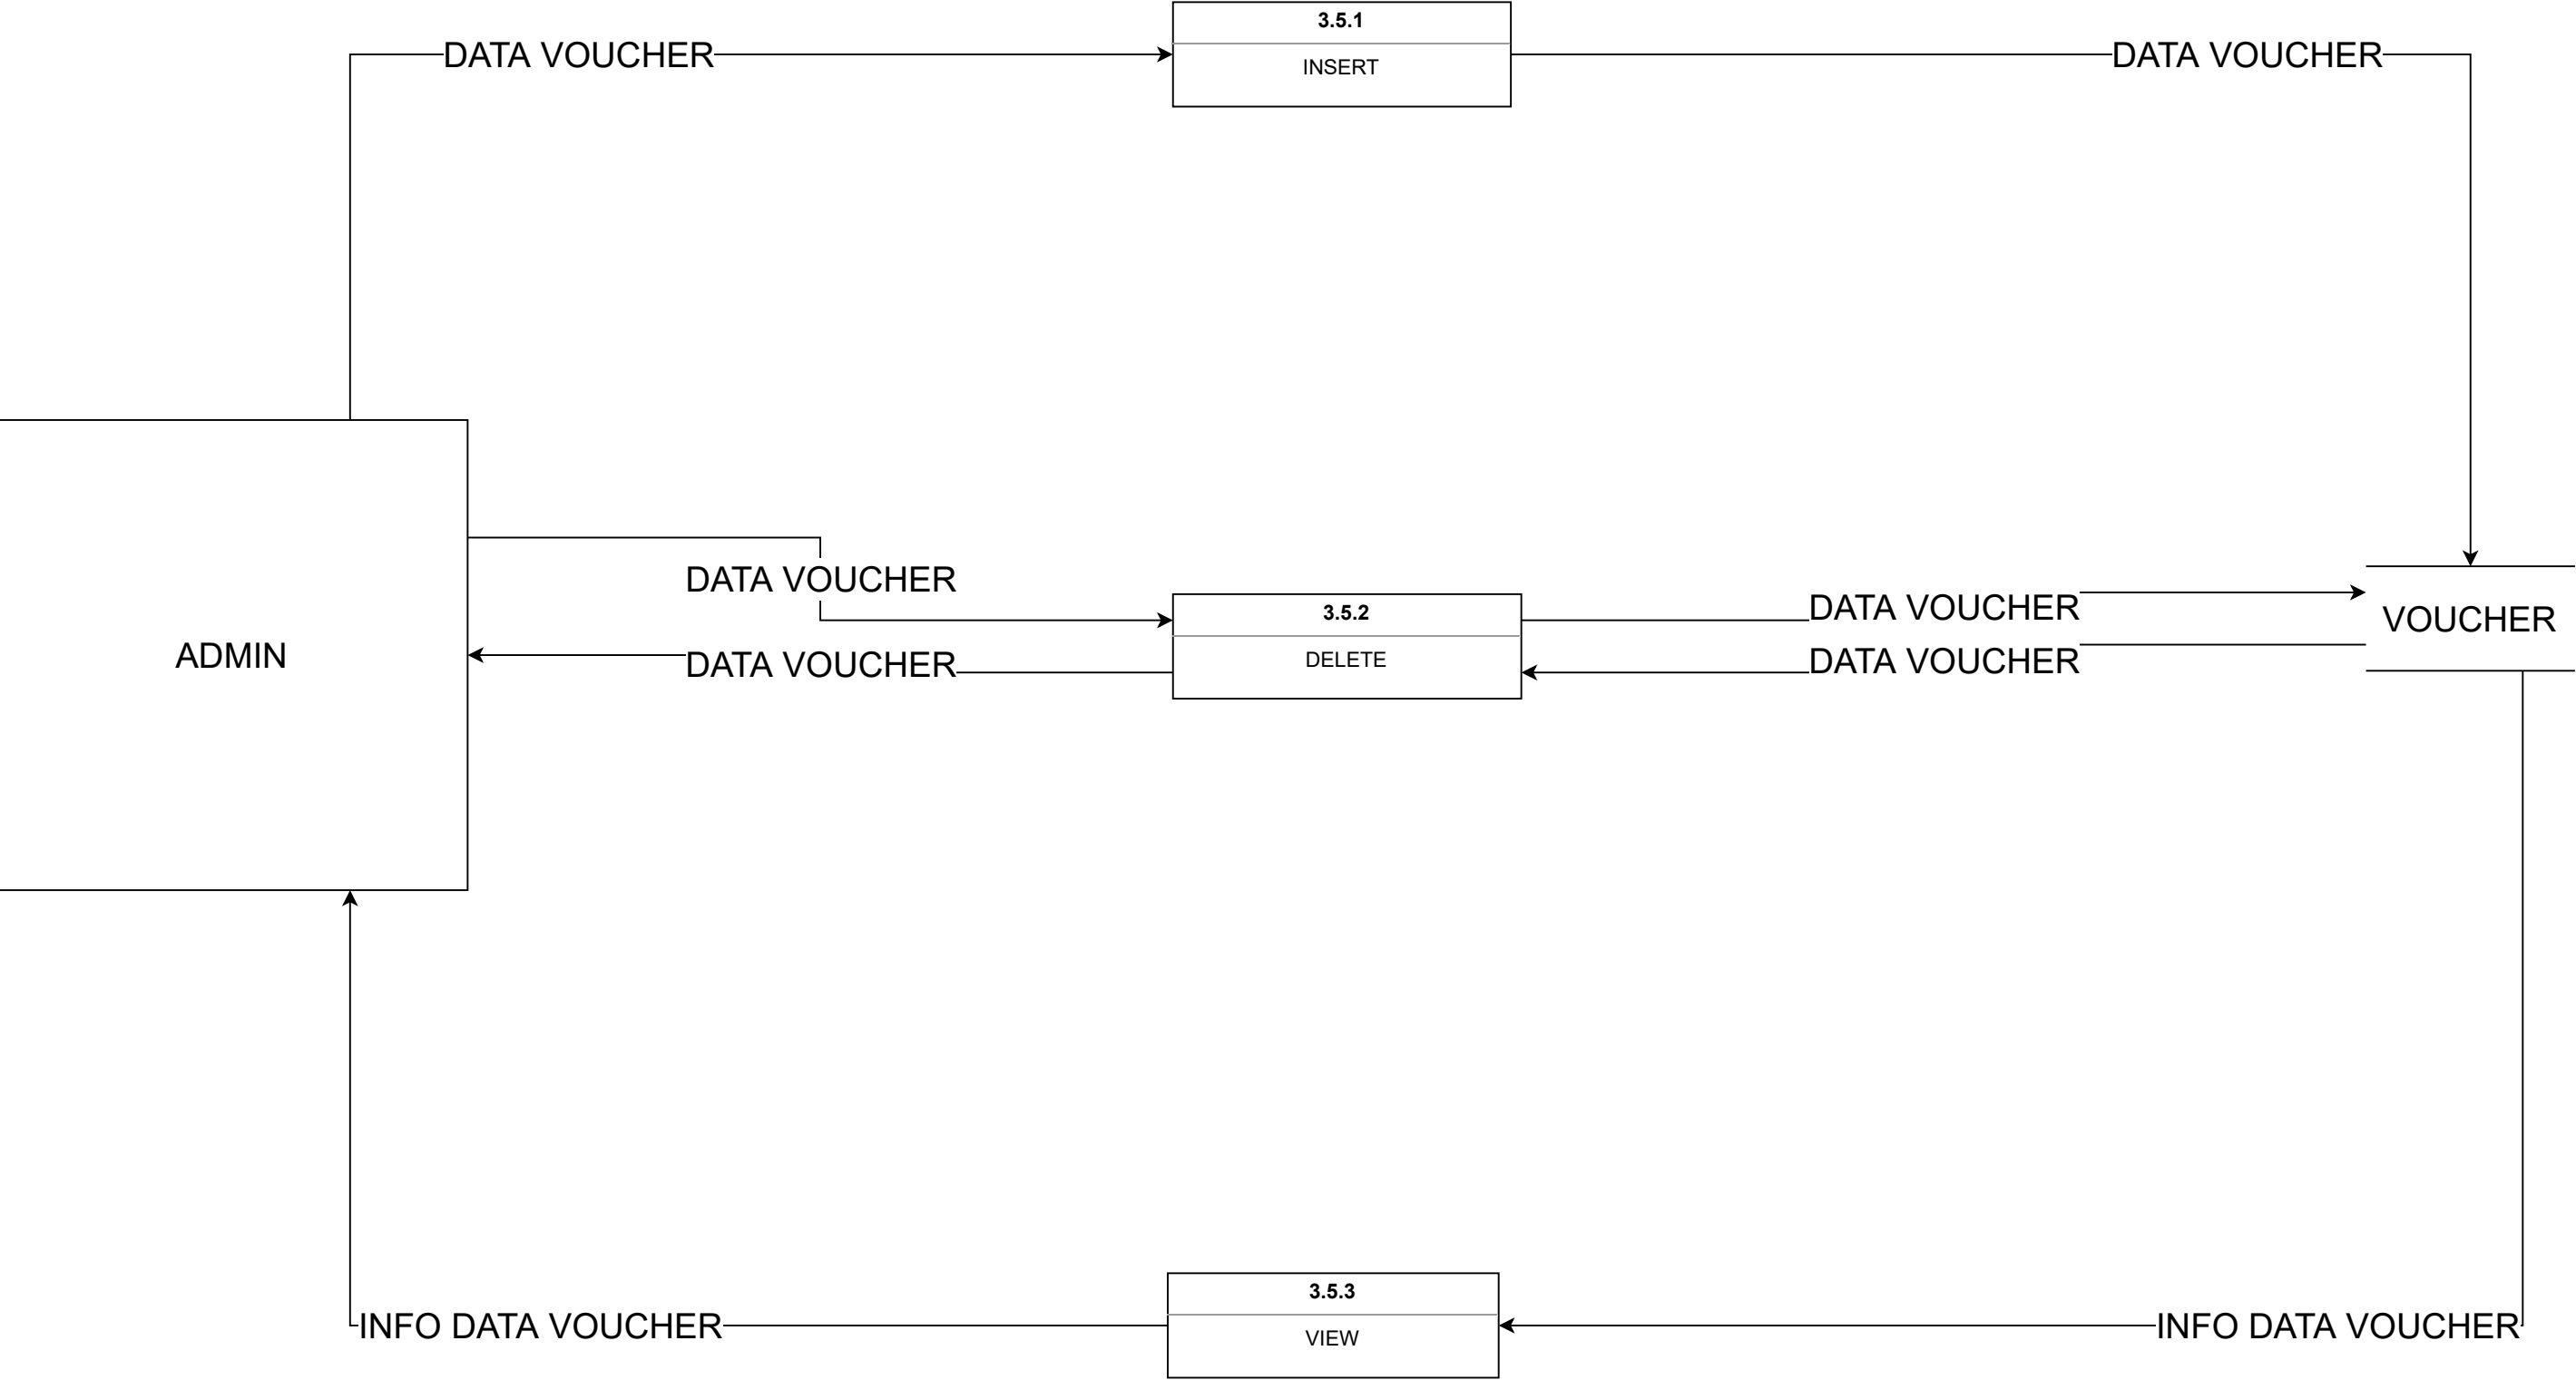 3.5.1
DATA VOUCHER
DATA VOUCHER
INSERT
DATA VOUCHER
DATA VOUCHER
3.5.2
VOUCHER
ADMIN
DELETE
DATA VOUCHER
DATA VOUCHER
3.5.3
INFO DATA VOUCHER
INFO DATA VOUCHER
VIEW